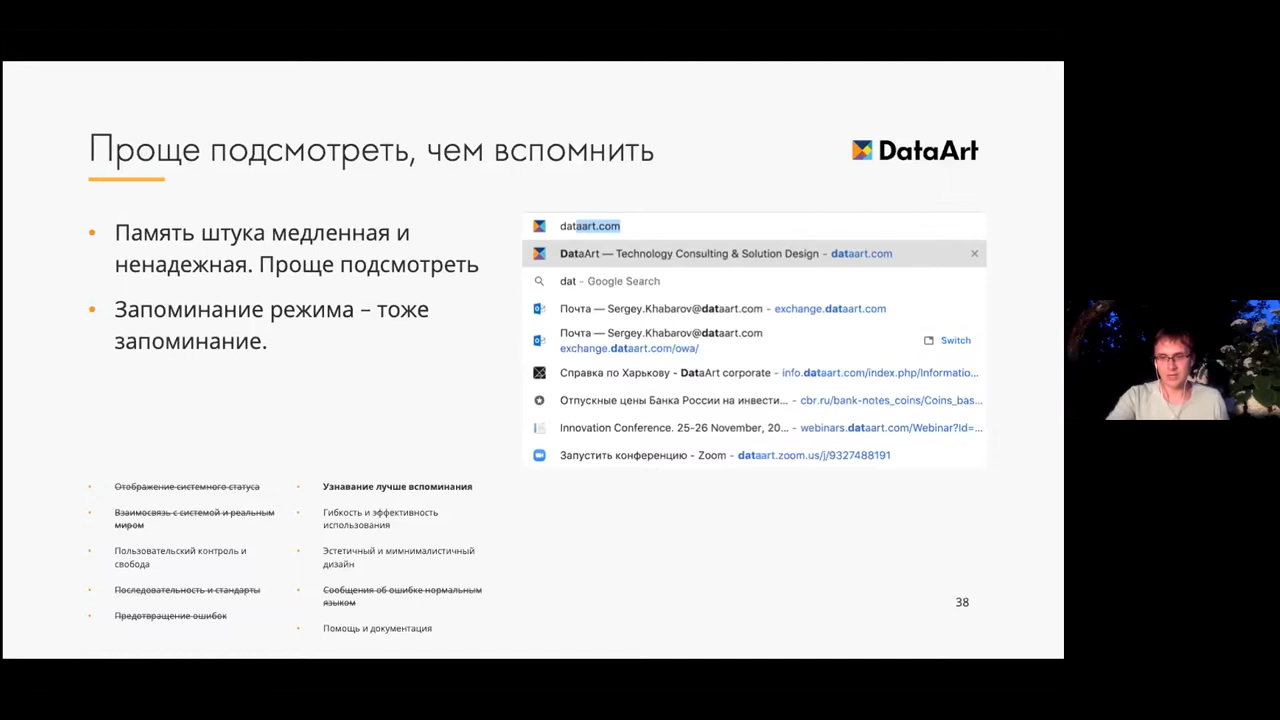 Проще подсмотреть, чем вспомнить
DataArt
Память штука медленная и
ненадежная. Проще подсмотреть
Запоминание режима – тоже
запоминание.
dataart.com
DataArt — Technology Consulting & Solution Design - dataart.com
dat - Google Search
Почта — Sergey.Khabarov@dataart.com - exchange.dataart.com
Почта — Sergey.Khabarov@dataart.com
exchange.dataart.com/owa/
Switch
Справка по Харькову - DataArt corporate - info.dataart.com/index.php/Informatio...
Отпускные цены Банка России на инвести... - cbr.ru/bank-notes_coins/Coins_bas...
Innovation Conference. 25-26 November, 20... - webinars.dataart.com/Webinar?Id=...
Запустить конференцию - Zoom - dataart.zoom.us/j/9327488191
Отображение системного статуса
Взаимосвязь с системой и реальным
миром
Пользовательский контроль и
свобода
Последовательность и стандарты
Предотвращение ошибок
Узнавание лучше вспоминания
Гибкость и эффективность
использования
Эстетичный и мимнималистичный
дизайн
Сообщения об ошибке нормальным
языком
Помощь и документация
38